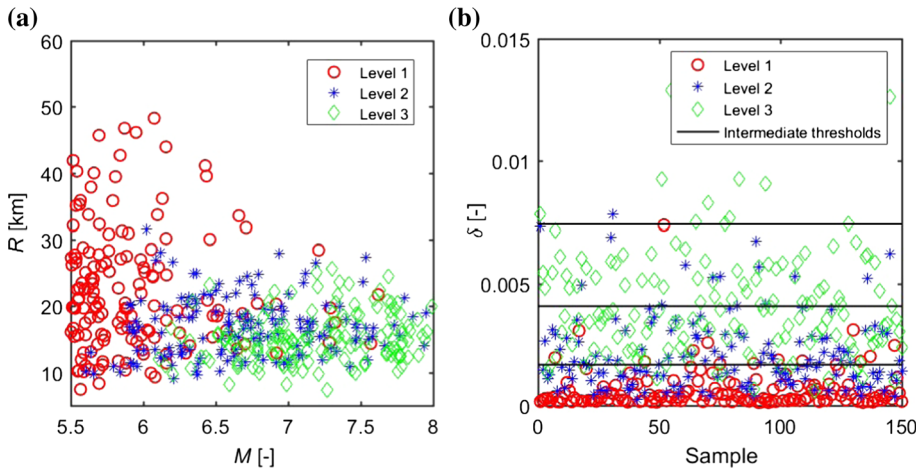 (a)
60
50
40
30
20
10
R [km]
5.5 6 6.5 7 7.5 8
M [-]
Level 1
Level 2
Level 3
(b)
0.015
0.01
0.005
0
δ [-]
0 50 100 150
Sample
Level 1
Level 2
Level 3
Intermediate thresholds